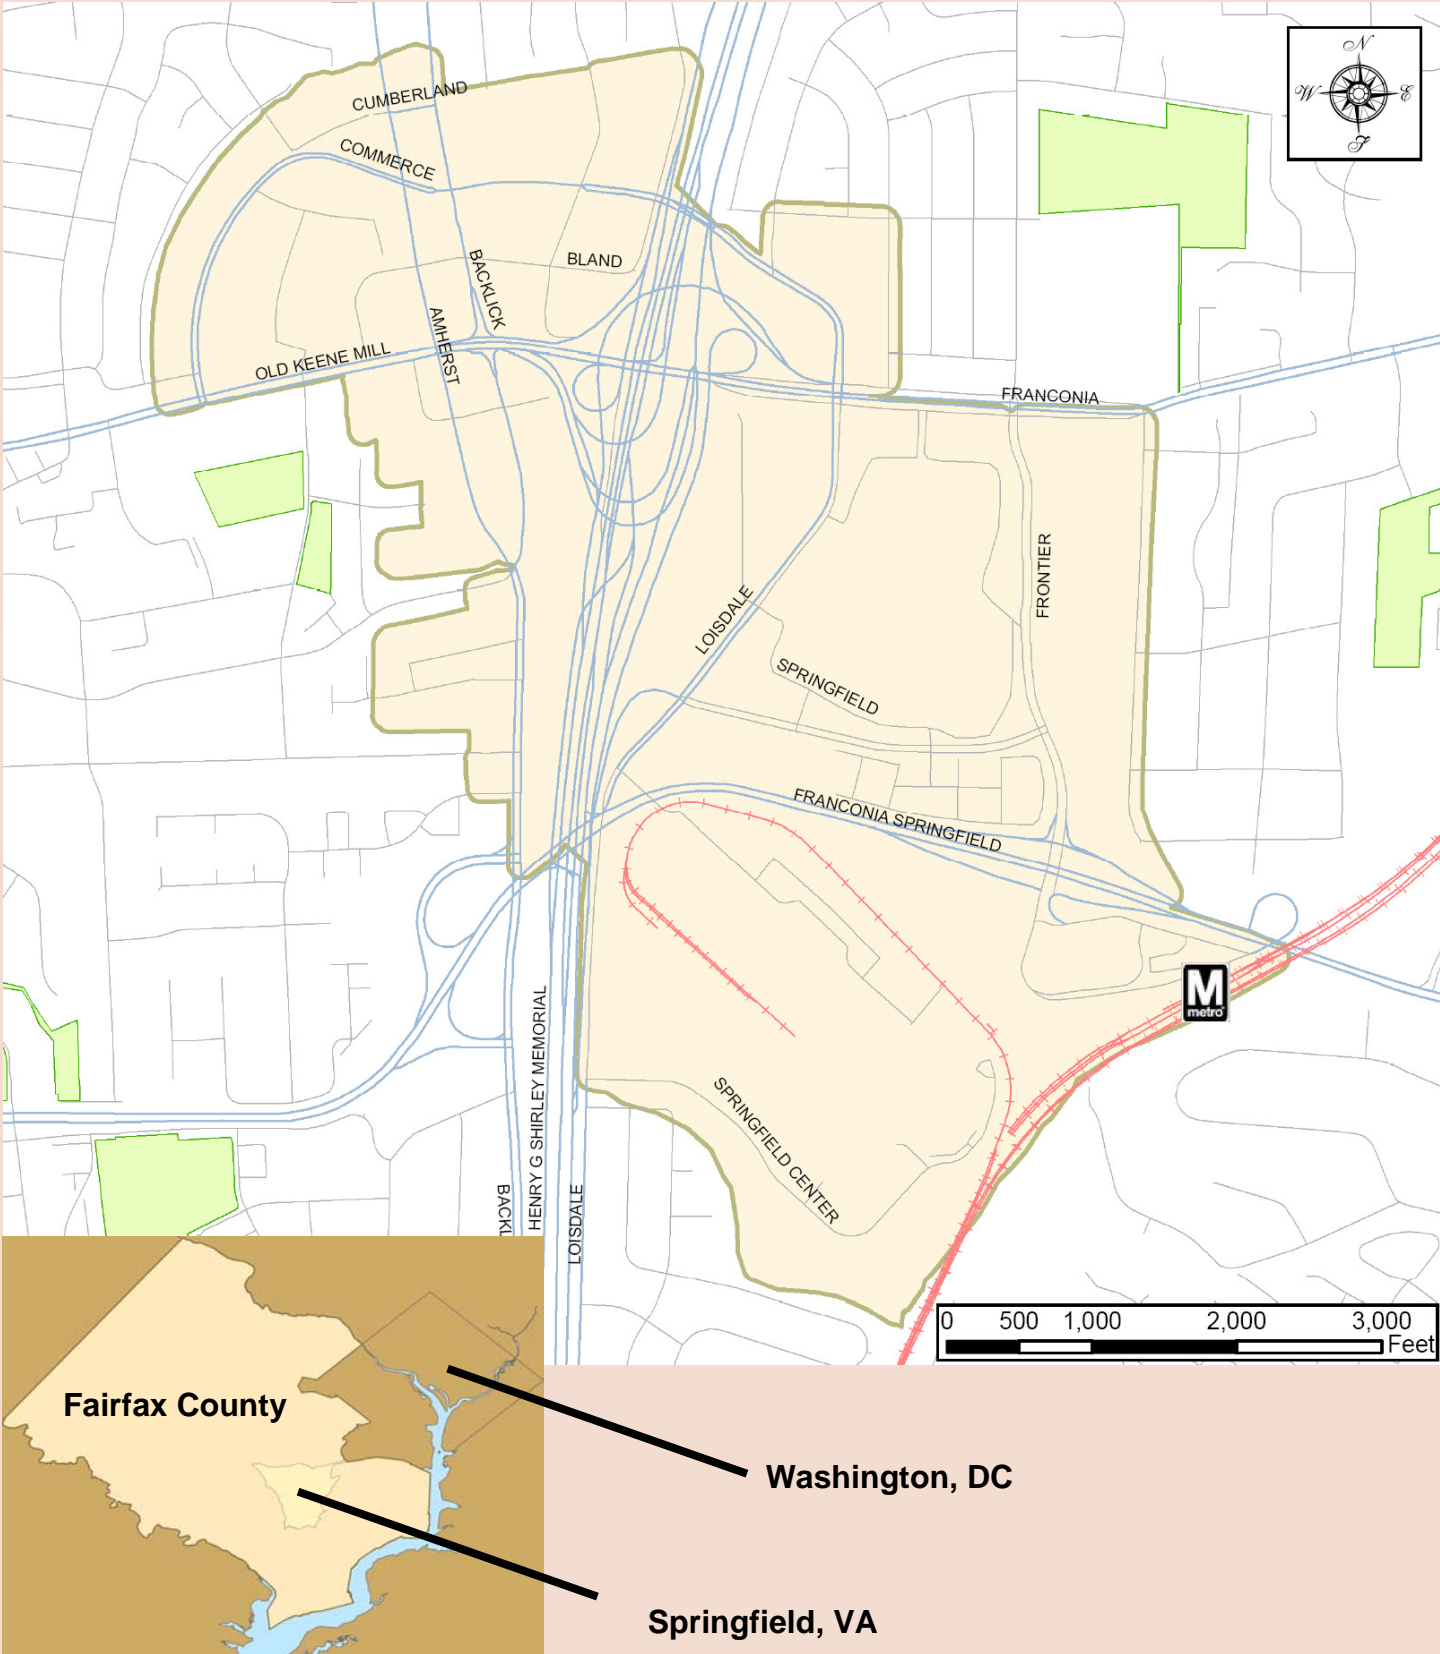 N
W
E
S
CUMBERLAND
COMMERCE
BLAND
BACKLICK
AMHERST
OLD KEENE MILL
FRANCONIA
FRONTIER
LOISDALE
SPRINGFIELD
FRANCONIA SPRINGFIELD
M
metro
HENRY G SHIRLEY MEMORIAL
SPRINGFIELD CENTER
BACKL
LOISDALE
0 500 1,000 2,000 3,000
Feet
Fairfax County
Washington, DC
Springfield, VA